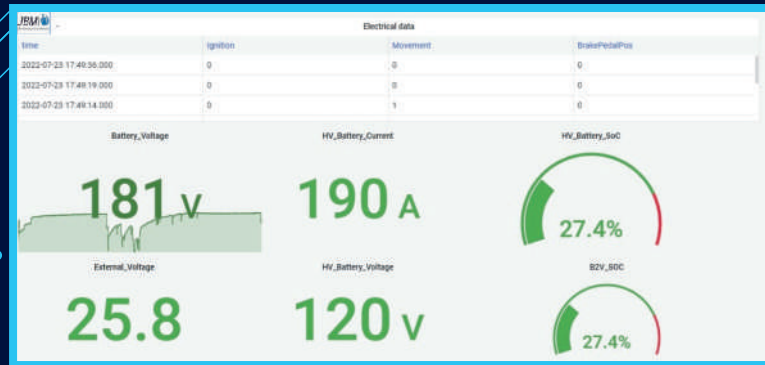 JBM
Electrical data
time Ignition Movement BrakePedalPos
2022-07-23 17:49:36.000 0 0 0
2022-07-23 17:49:19.000 0 0 0
2022-07-23 17:49:14.000 0 1 0
Battery_Voltage HV_Battery_Current HV_Battery_SoC
181 V 190 A 27.4%
External_Voltage HV_Battery_Voltage B2V_SOC
25.8 120 V 27.4%